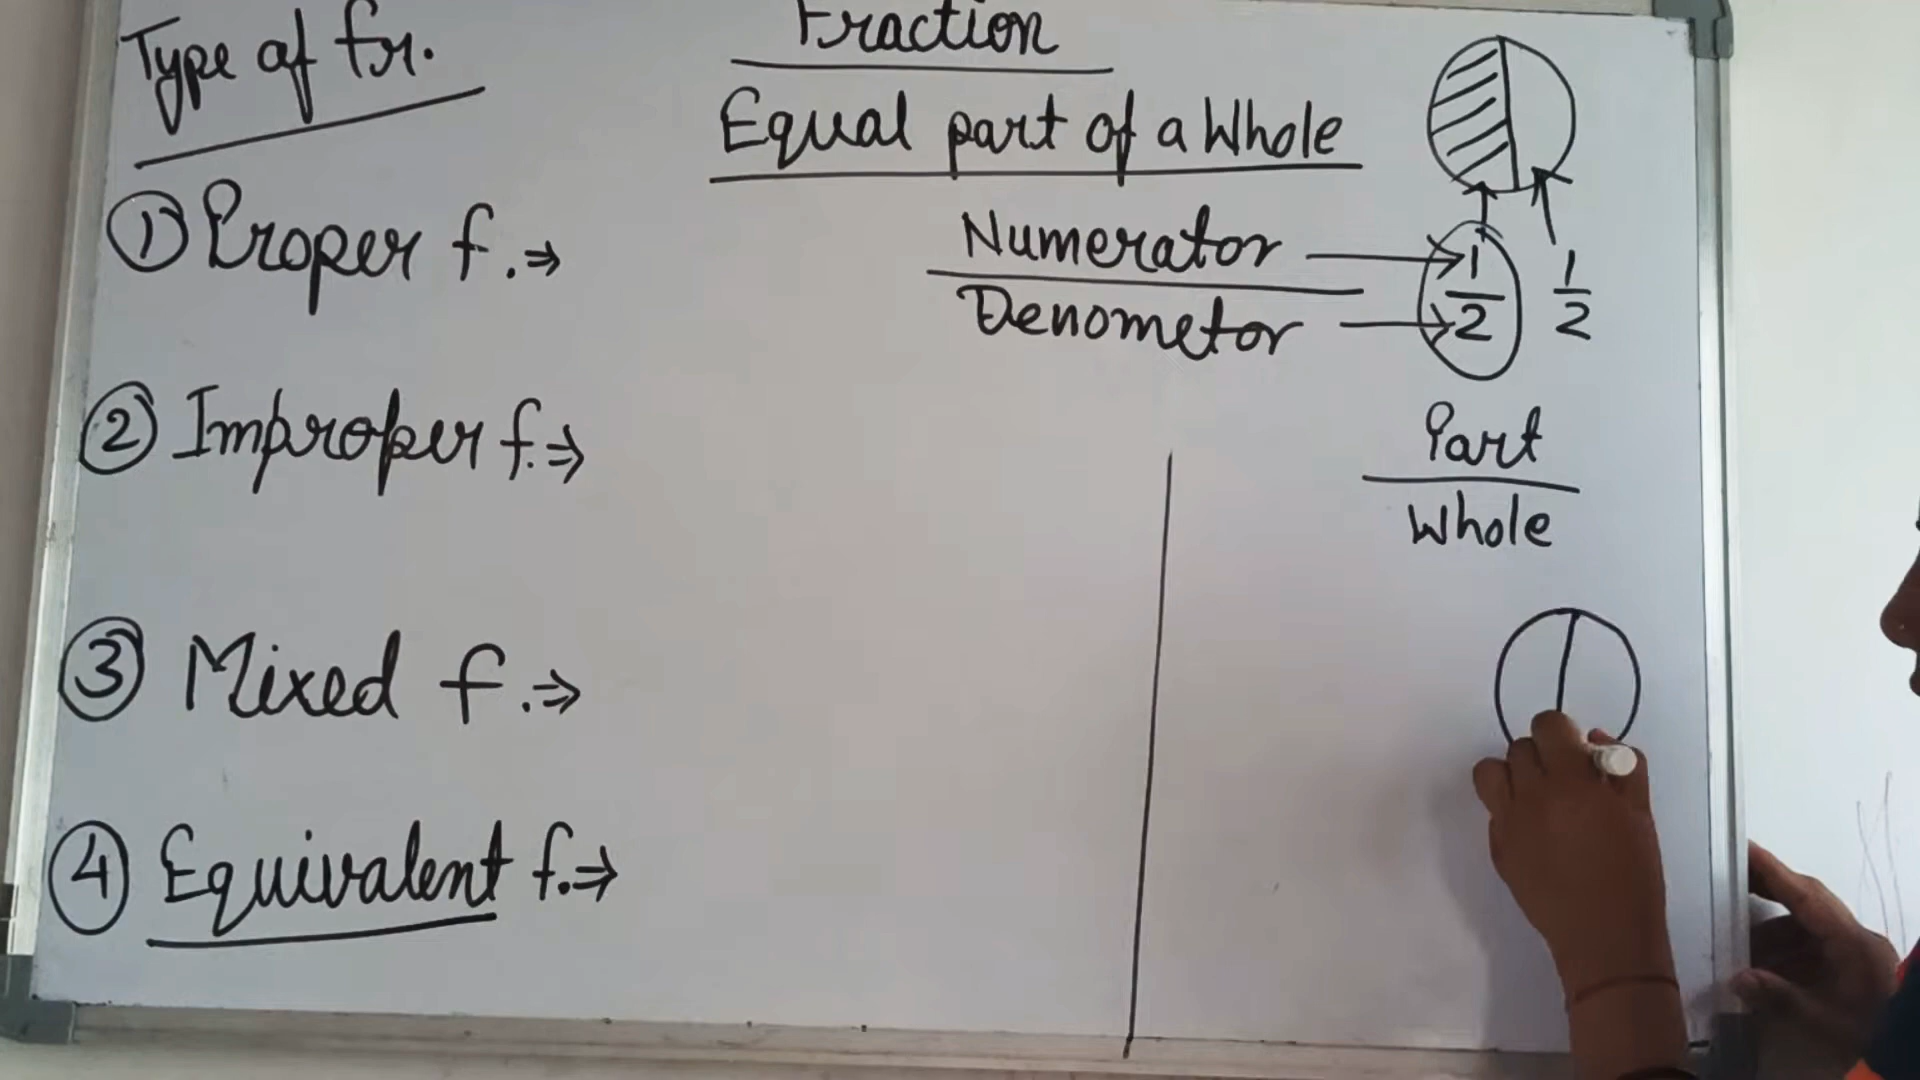 Type of fr.
Fraction
Equal part of a Whole
① Proper f. ⇒
Numerator → 1
Denometor → 2
1
2
② Improper f. ⇒
Part
Whole
③ Mixed f. ⇒
④ Equivalent f. ⇒